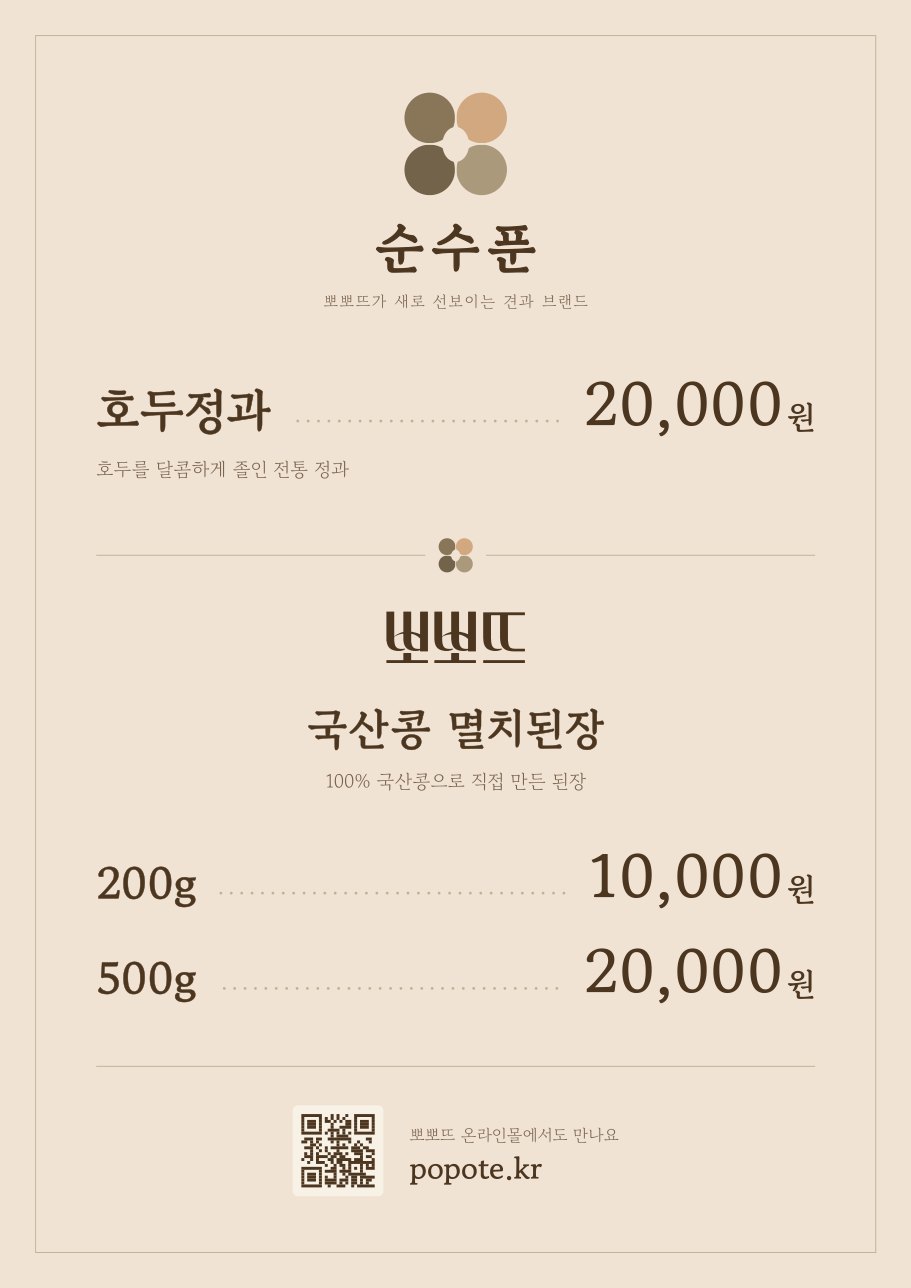 순수푼
뽀뽀뜨가 새로 선보이는 견과 브랜드
호두정과 20,000원
호두를 달콤하게 졸인 전통 정과
뽀뽀뜨
국산콩 멸치된장
100% 국산콩으로 직접 만든 된장
200g 10,000원
500g 20,000원
뽀뽀뜨 온라인몰에서도 만나요
popote.kr